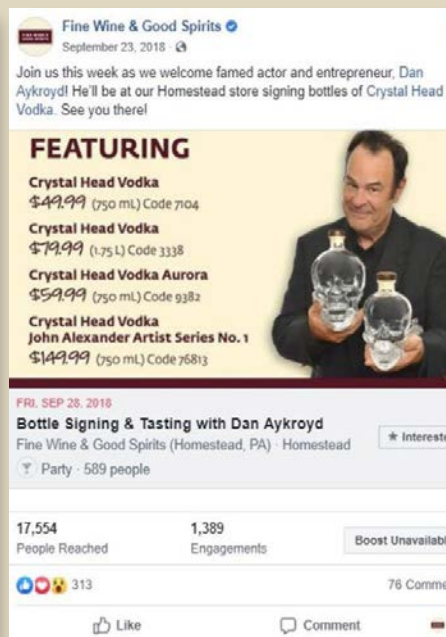 Fine Wine & Good Spirits
September 23, 2018
Join us this week as we welcome famed actor and entrepreneur, Dan
Aykroyd! He'll be at our Homestead store signing bottles of Crystal Head
Vodka. See you there!
FEATURING
Crystal Head Vodka
$49.99 (750 mL) Code 7104
Crystal Head Vodka
$79.99 (1.75 L) Code 3338
Crystal Head Vodka Aurora
$59.99 (750 mL) Code 9382
Crystal Head Vodka
John Alexander Artist Series No. 1
$149.99 (750 mL) Code 76813
FRI, SEP 28, 2018
Bottle Signing & Tasting with Dan Aykroyd
Fine Wine & Good Spirits (Homestead, PA) · Homestead
Intereste
Party · 589 people
17,554
People Reached
1,389
Engagements
Boost Unavailabl
313
76 Comme
Like
Comment